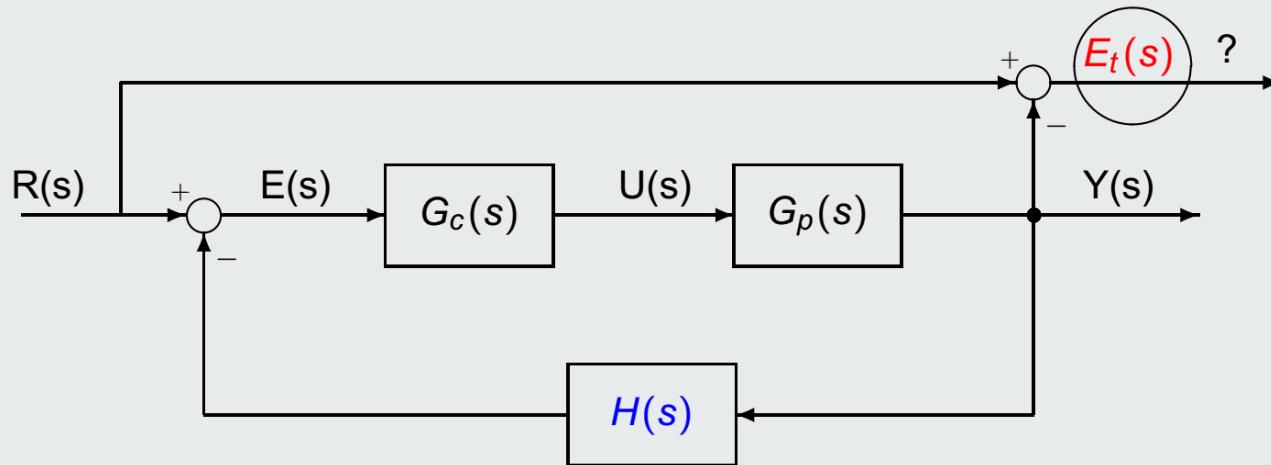 E_t(s) ?
+
−
R(s) + E(s) G_c(s) U(s) G_p(s) Y(s)
−
H(s)